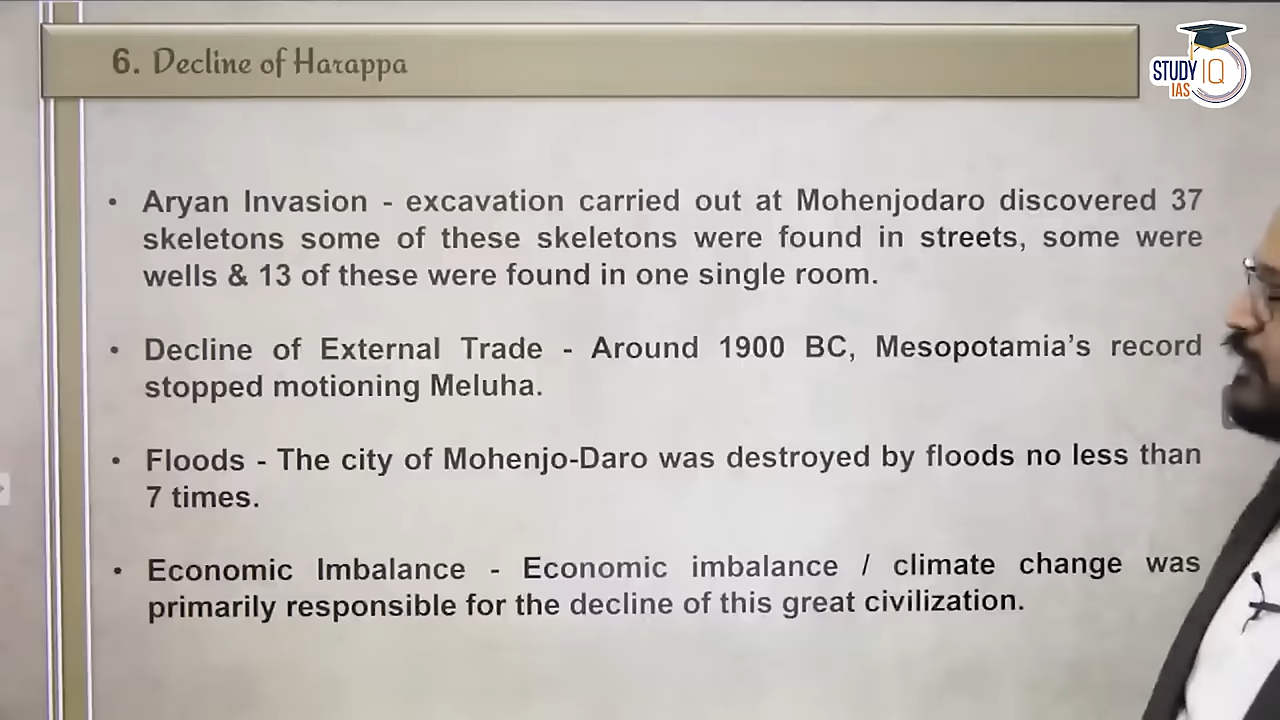 6. Decline of Harappa
STUDY IQ
IAS
• Aryan Invasion - excavation carried out at Mohenjodaro discovered 37
skeletons some of these skeletons were found in streets, some were
wells & 13 of these were found in one single room.
• Decline of External Trade - Around 1900 BC, Mesopotamia's record
stopped motioning Meluha.
• Floods - The city of Mohenjo-Daro was destroyed by floods no less than
7 times.
• Economic Imbalance - Economic imbalance / climate change was
primarily responsible for the decline of this great civilization.